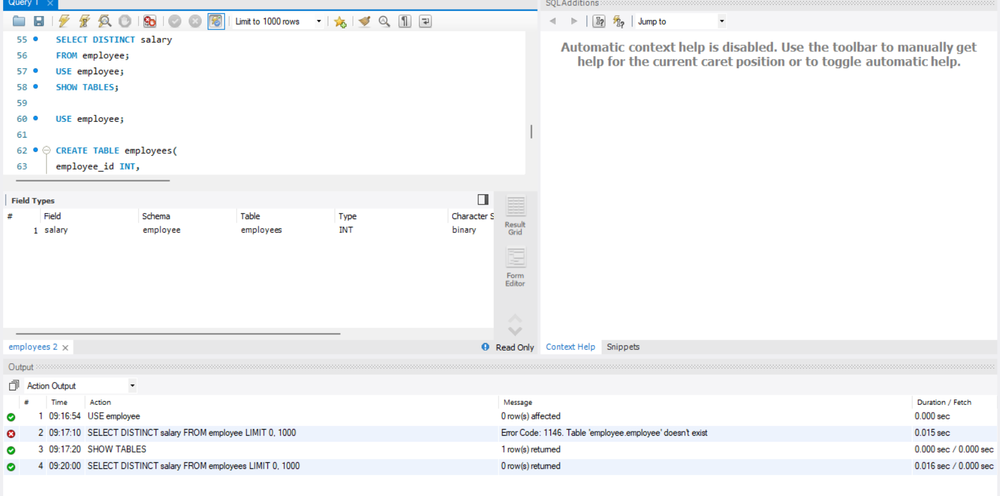 Query 1
SQLAdditions
Limit to 1000 rows
Jump to
55 SELECT DISTINCT salary
56 FROM employee;
57 USE employee;
58 SHOW TABLES;
59
60 USE employee;
61
62 CREATE TABLE employees(
63 employee_id INT,
Automatic context help is disabled. Use the toolbar to manually get
help for the current caret position or to toggle automatic help.
Field Types
# Field Schema Table Type Character S
1 salary employee employees INT binary
Result
Grid
Form
Editor
employees 2
Read Only
Context Help Snippets
Output
Action Output
# Time Action Message Duration / Fetch
1 09:16:54 USE employee 0 row(s) affected 0.000 sec
2 09:17:10 SELECT DISTINCT salary FROM employee LIMIT 0, 1000 Error Code: 1146. Table 'employee.employee' doesn't exist 0.015 sec
3 09:17:20 SHOW TABLES 1 row(s) returned 0.000 sec / 0.000 sec
4 09:20:00 SELECT DISTINCT salary FROM employees LIMIT 0, 1000 0 row(s) returned 0.016 sec / 0.000 sec